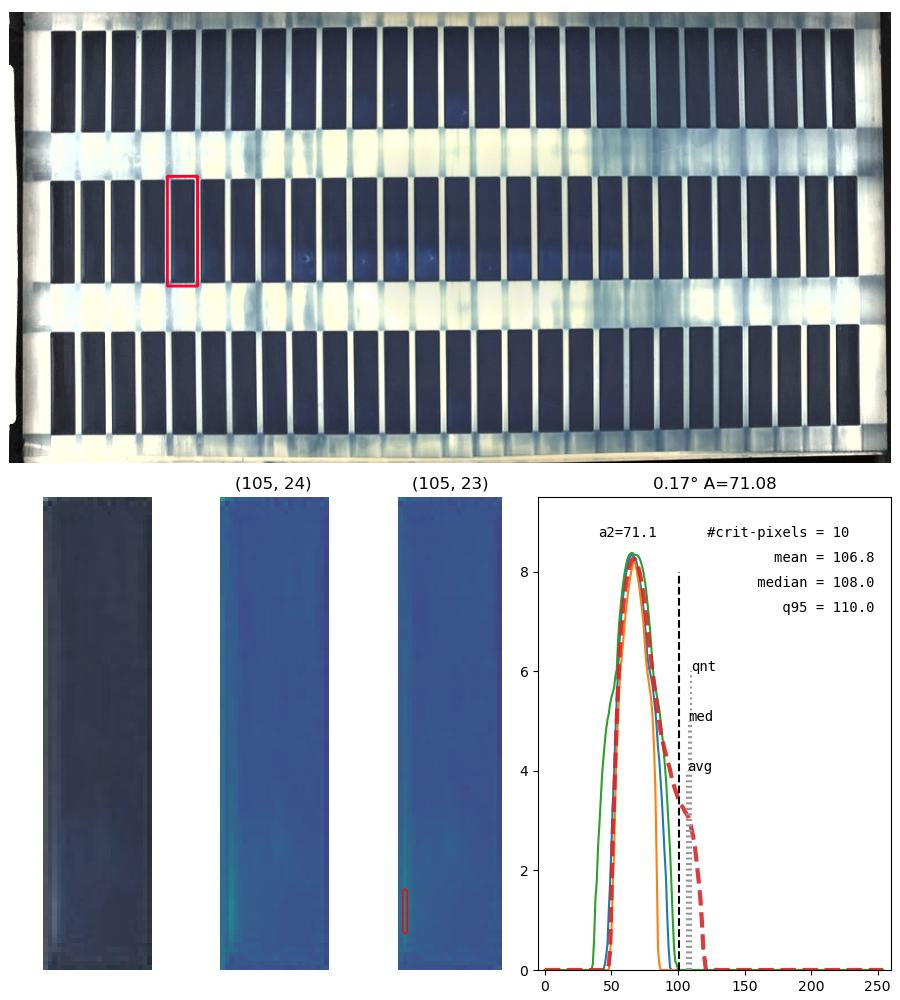 (105, 24)
(105, 23)
0.17° A=71.08
a2=71.1
#crit-pixels = 10
mean = 106.8
median = 108.0
q95 = 110.0
qnt
med
avg
8
6
4
2
0
0 50 100 150 200 250